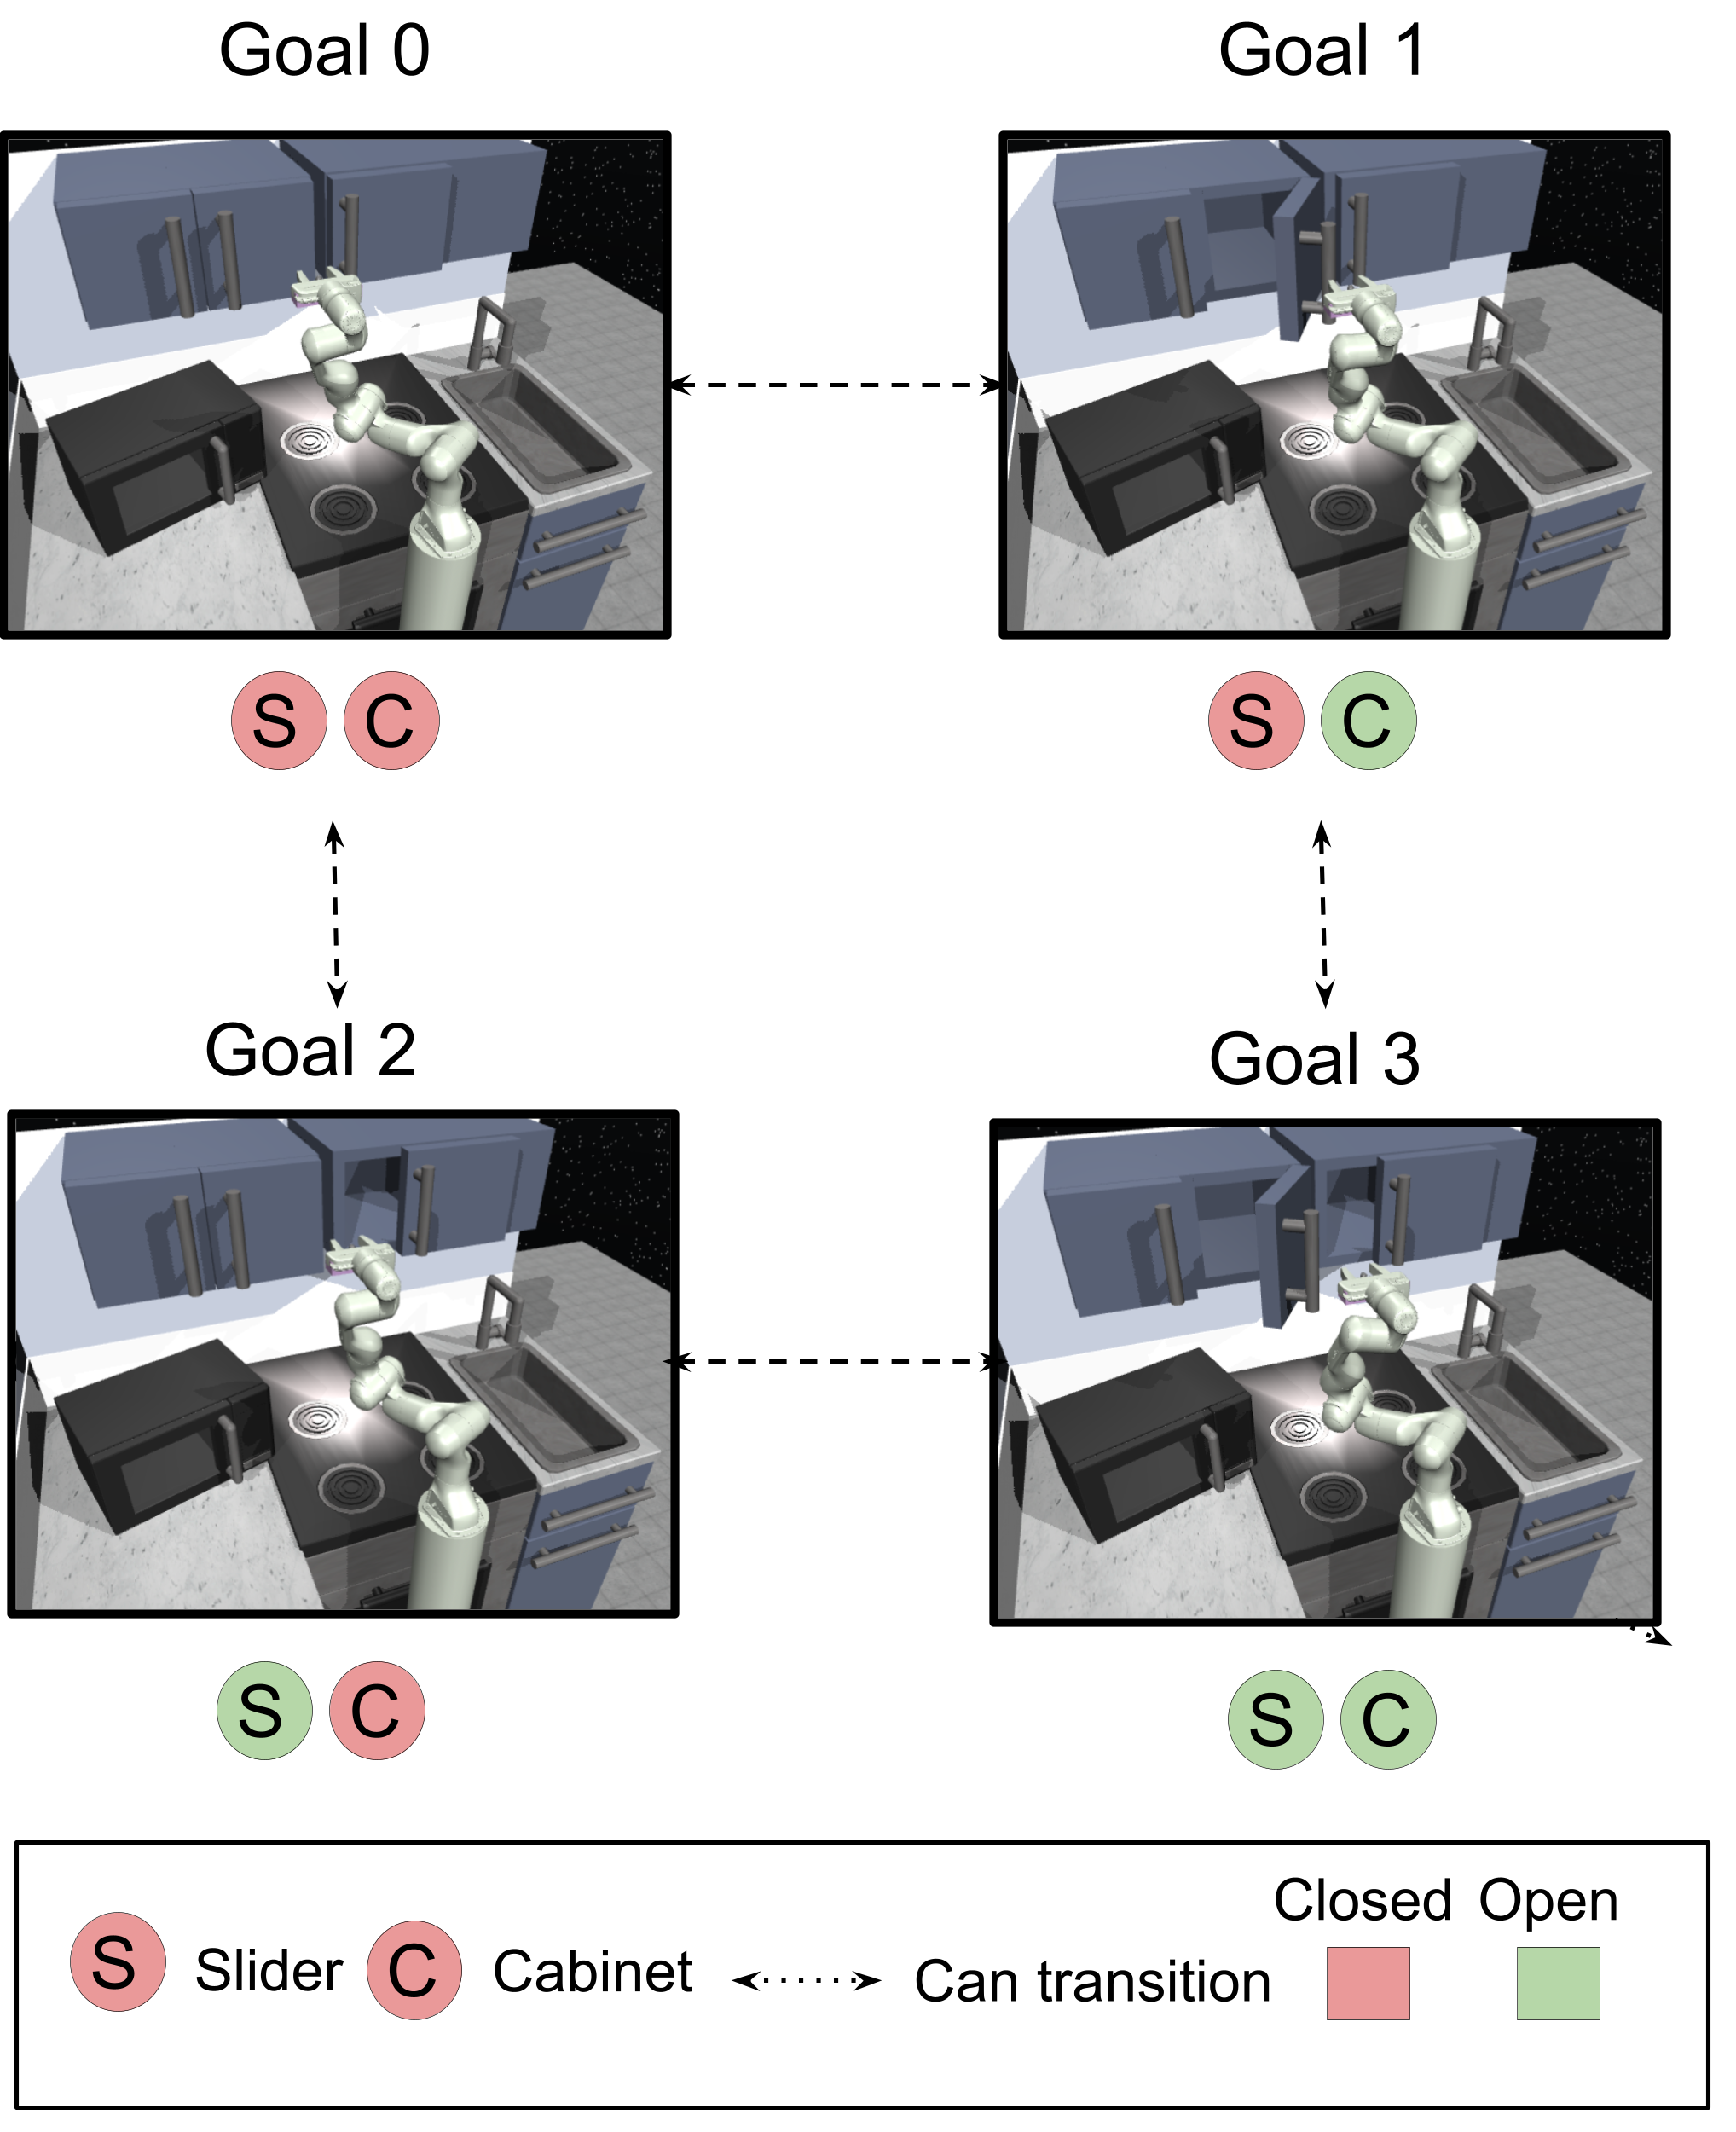 Goal 0
Goal 1
S C
S C
Goal 2
Goal 3
S C
S C
Closed Open
S Slider C Cabinet Can transition